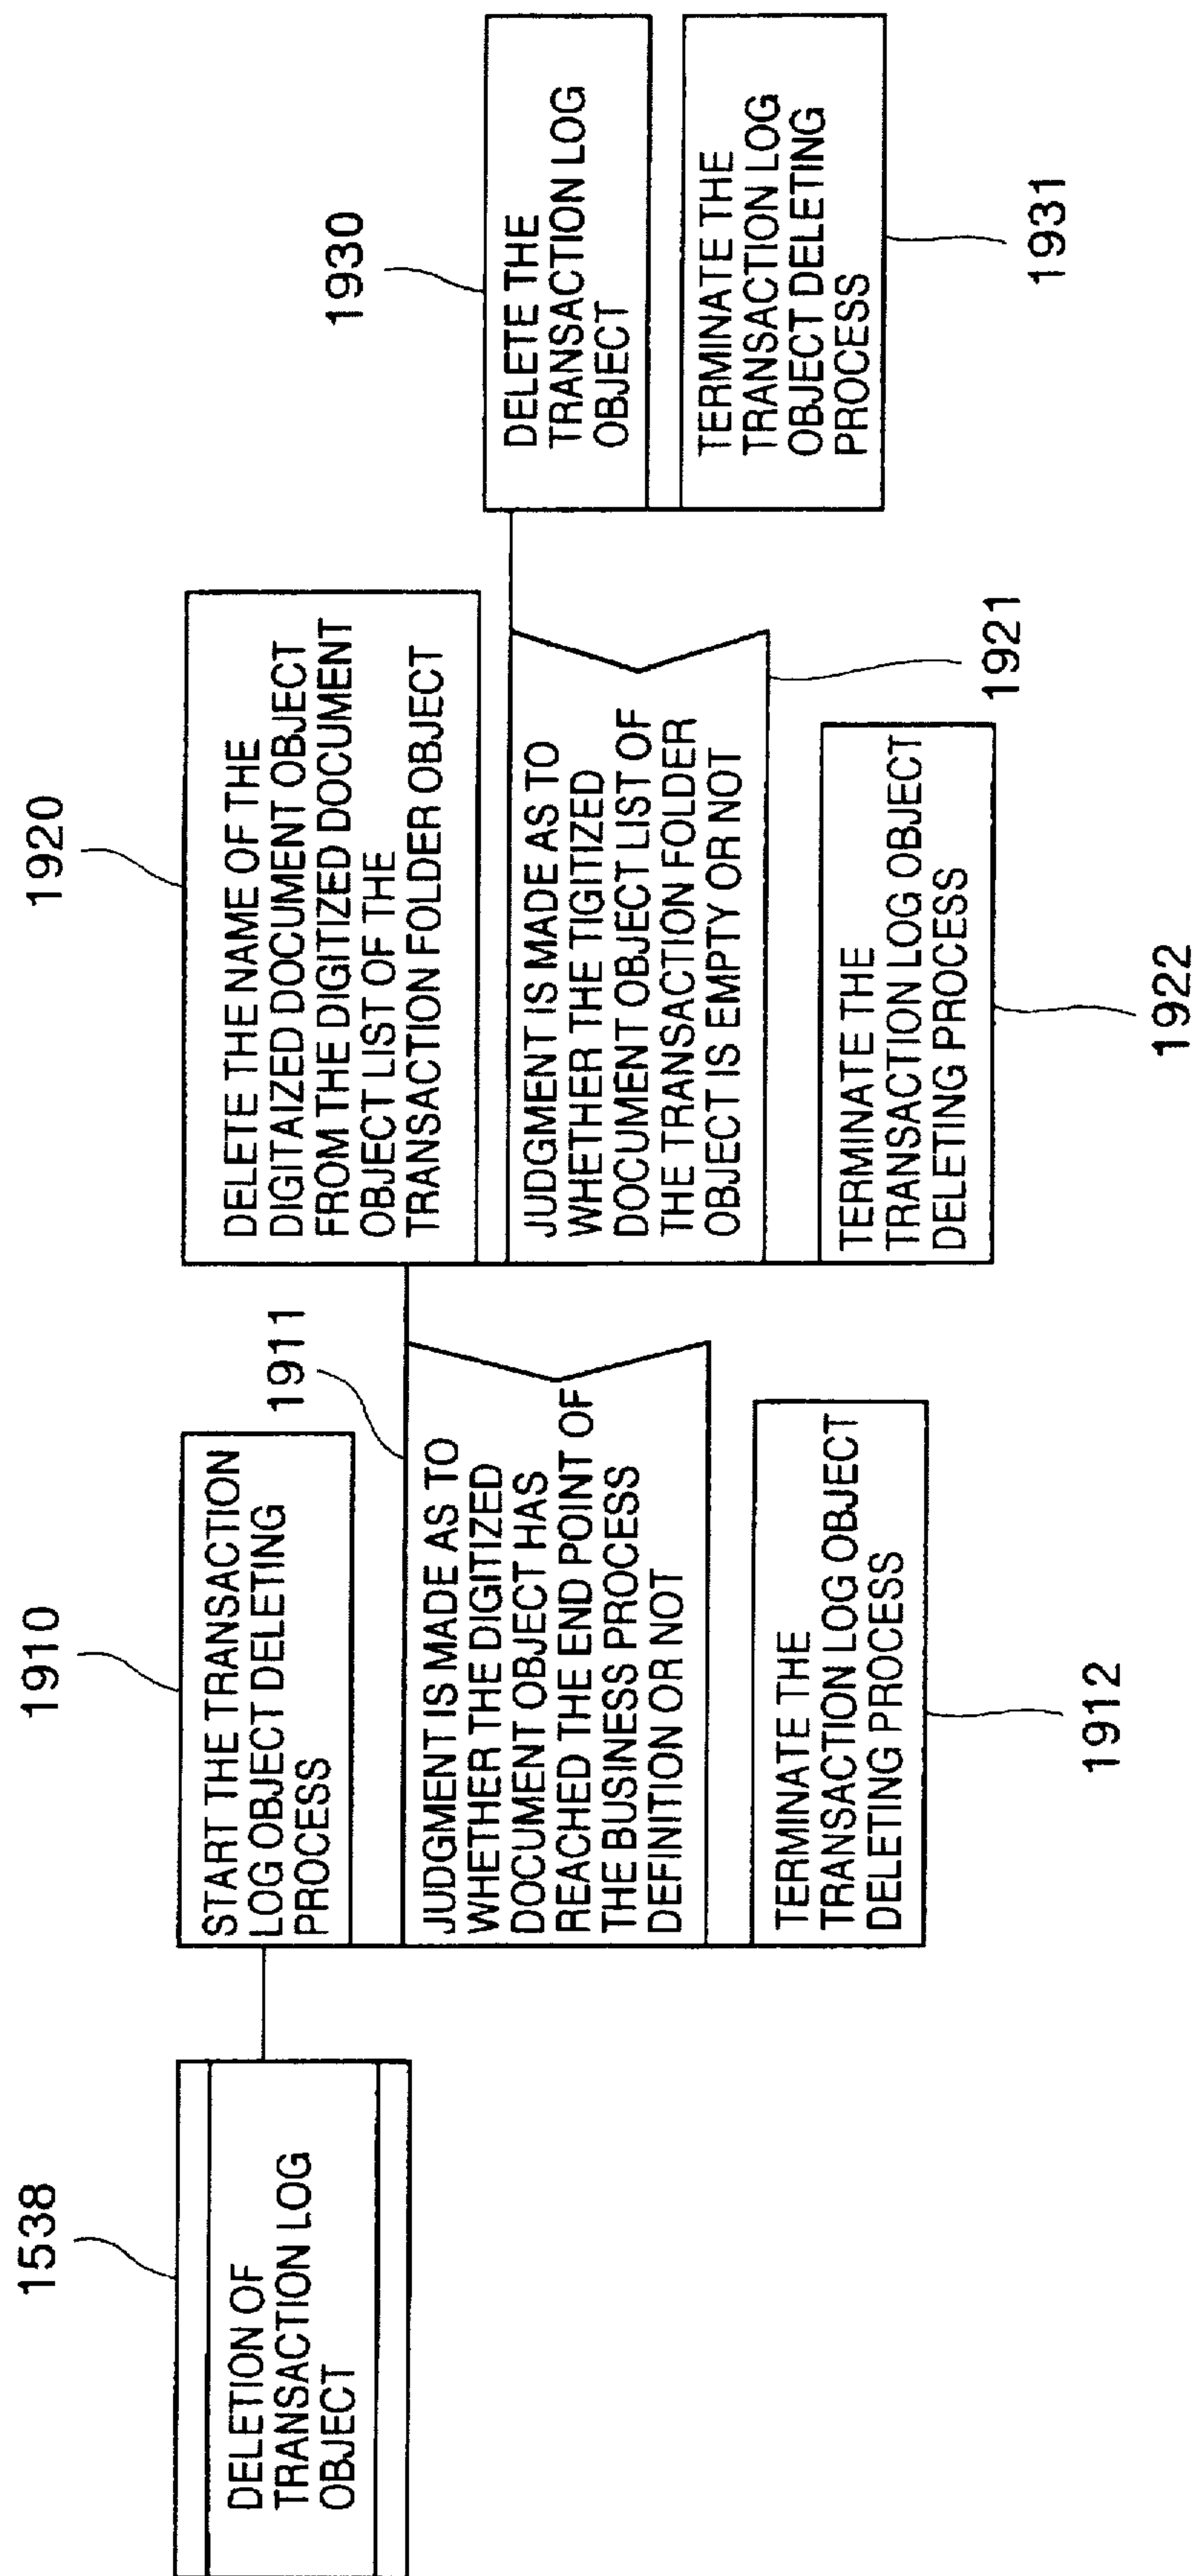 1538
DELETION OF
TRANSACTION LOG
OBJECT
1910
START THE TRANSACTION
LOG OBJECT DELETING
PROCESS
1911
JUDGMENT IS MADE AS TO
WHETHER THE DIGITIZED
DOCUMENT OBJECT HAS
REACHED THE END POINT OF
THE BUSINESS PROCESS
DEFINITION OR NOT
TERMINATE THE
TRANSACTION LOG OBJECT
DELETING PROCESS
1912
1920
DELETE THE NAME OF THE
DIGITAIZED DOCUMENT OBJECT
FROM THE DIGITIZED DOCUMENT
OBJECT LIST OF THE
TRANSACTION FOLDER OBJECT
JUDGMENT IS MADE AS TO
WHETHER THE TIGITIZED
DOCUMENT OBJECT LIST OF
THE TRANSACTION FOLDER
OBJECT IS EMPTY OR NOT
1921
TERMINATE THE
TRANSACTION LOG OBJECT
DELETING PROCESS
1922
1930
DELETE THE
TRANSACTION LOG
OBJECT
TERMINATE THE
TRANSACTION LOG
OBJECT DELETING
PROCESS
1931